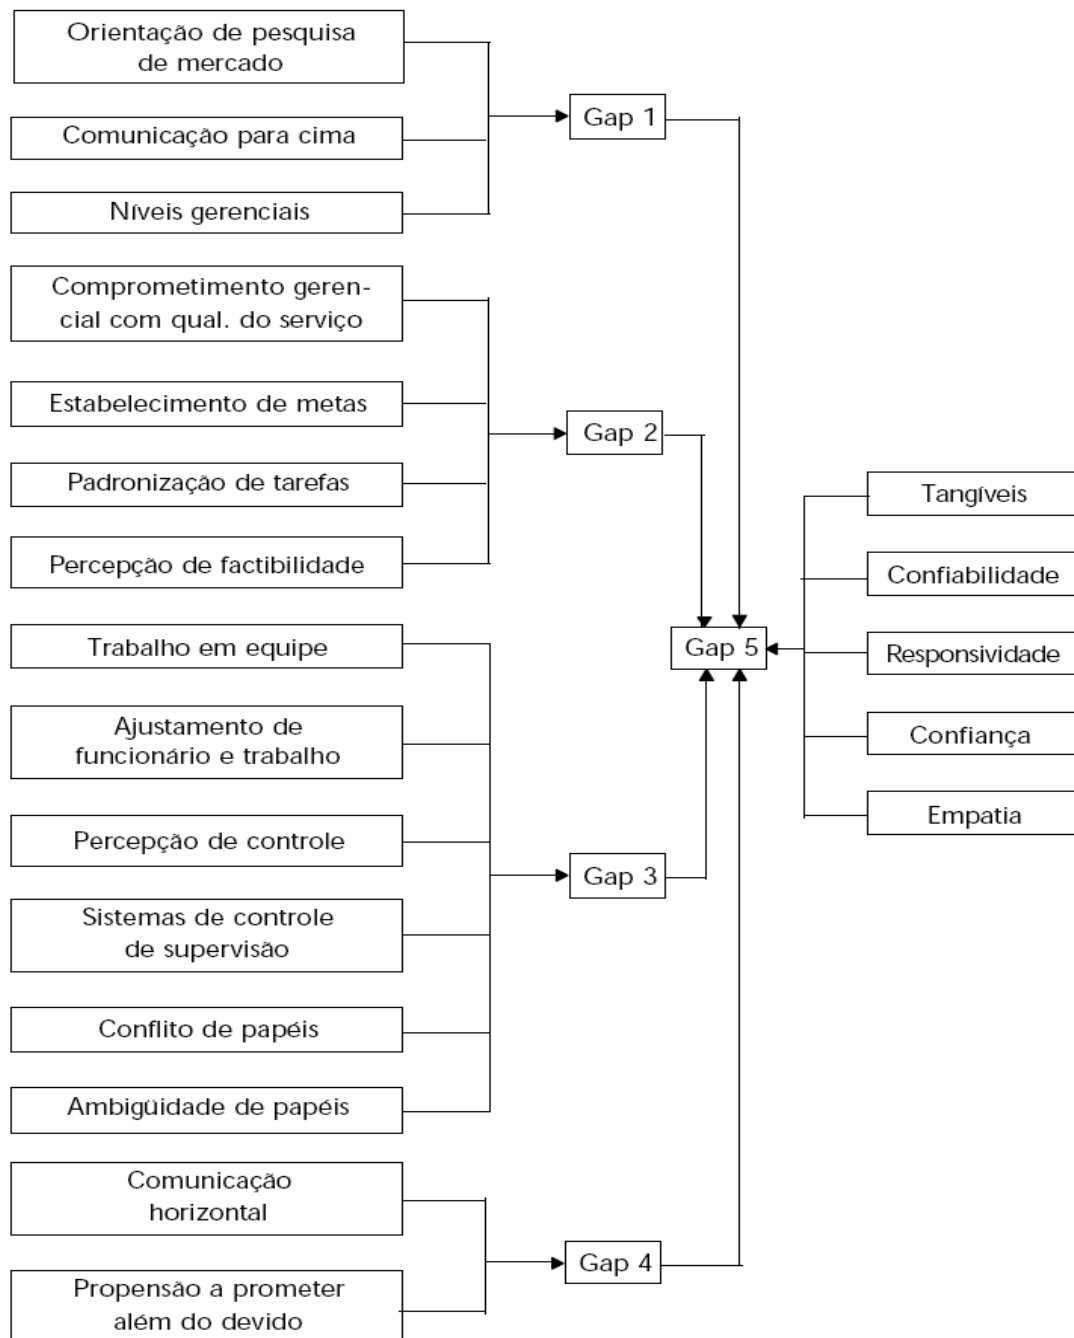 Orientação de pesquisa
de mercado
Comunicação para cima
Níveis gerenciais
Gap 1
Comprometimento geren-
cial com qual. do serviço
Estabelecimento de metas
Padronização de tarefas
Percepção de factibilidade
Gap 2
Trabalho em equipe
Ajustamento de
funcionário e trabalho
Percepção de controle
Sistemas de controle
de supervisão
Conflito de papéis
Ambigüidade de papéis
Gap 3
Comunicação
horizontal
Propensão a prometer
além do devido
Gap 4
Gap 5
Tangíveis
Confiabilidade
Responsividade
Confiança
Empatia